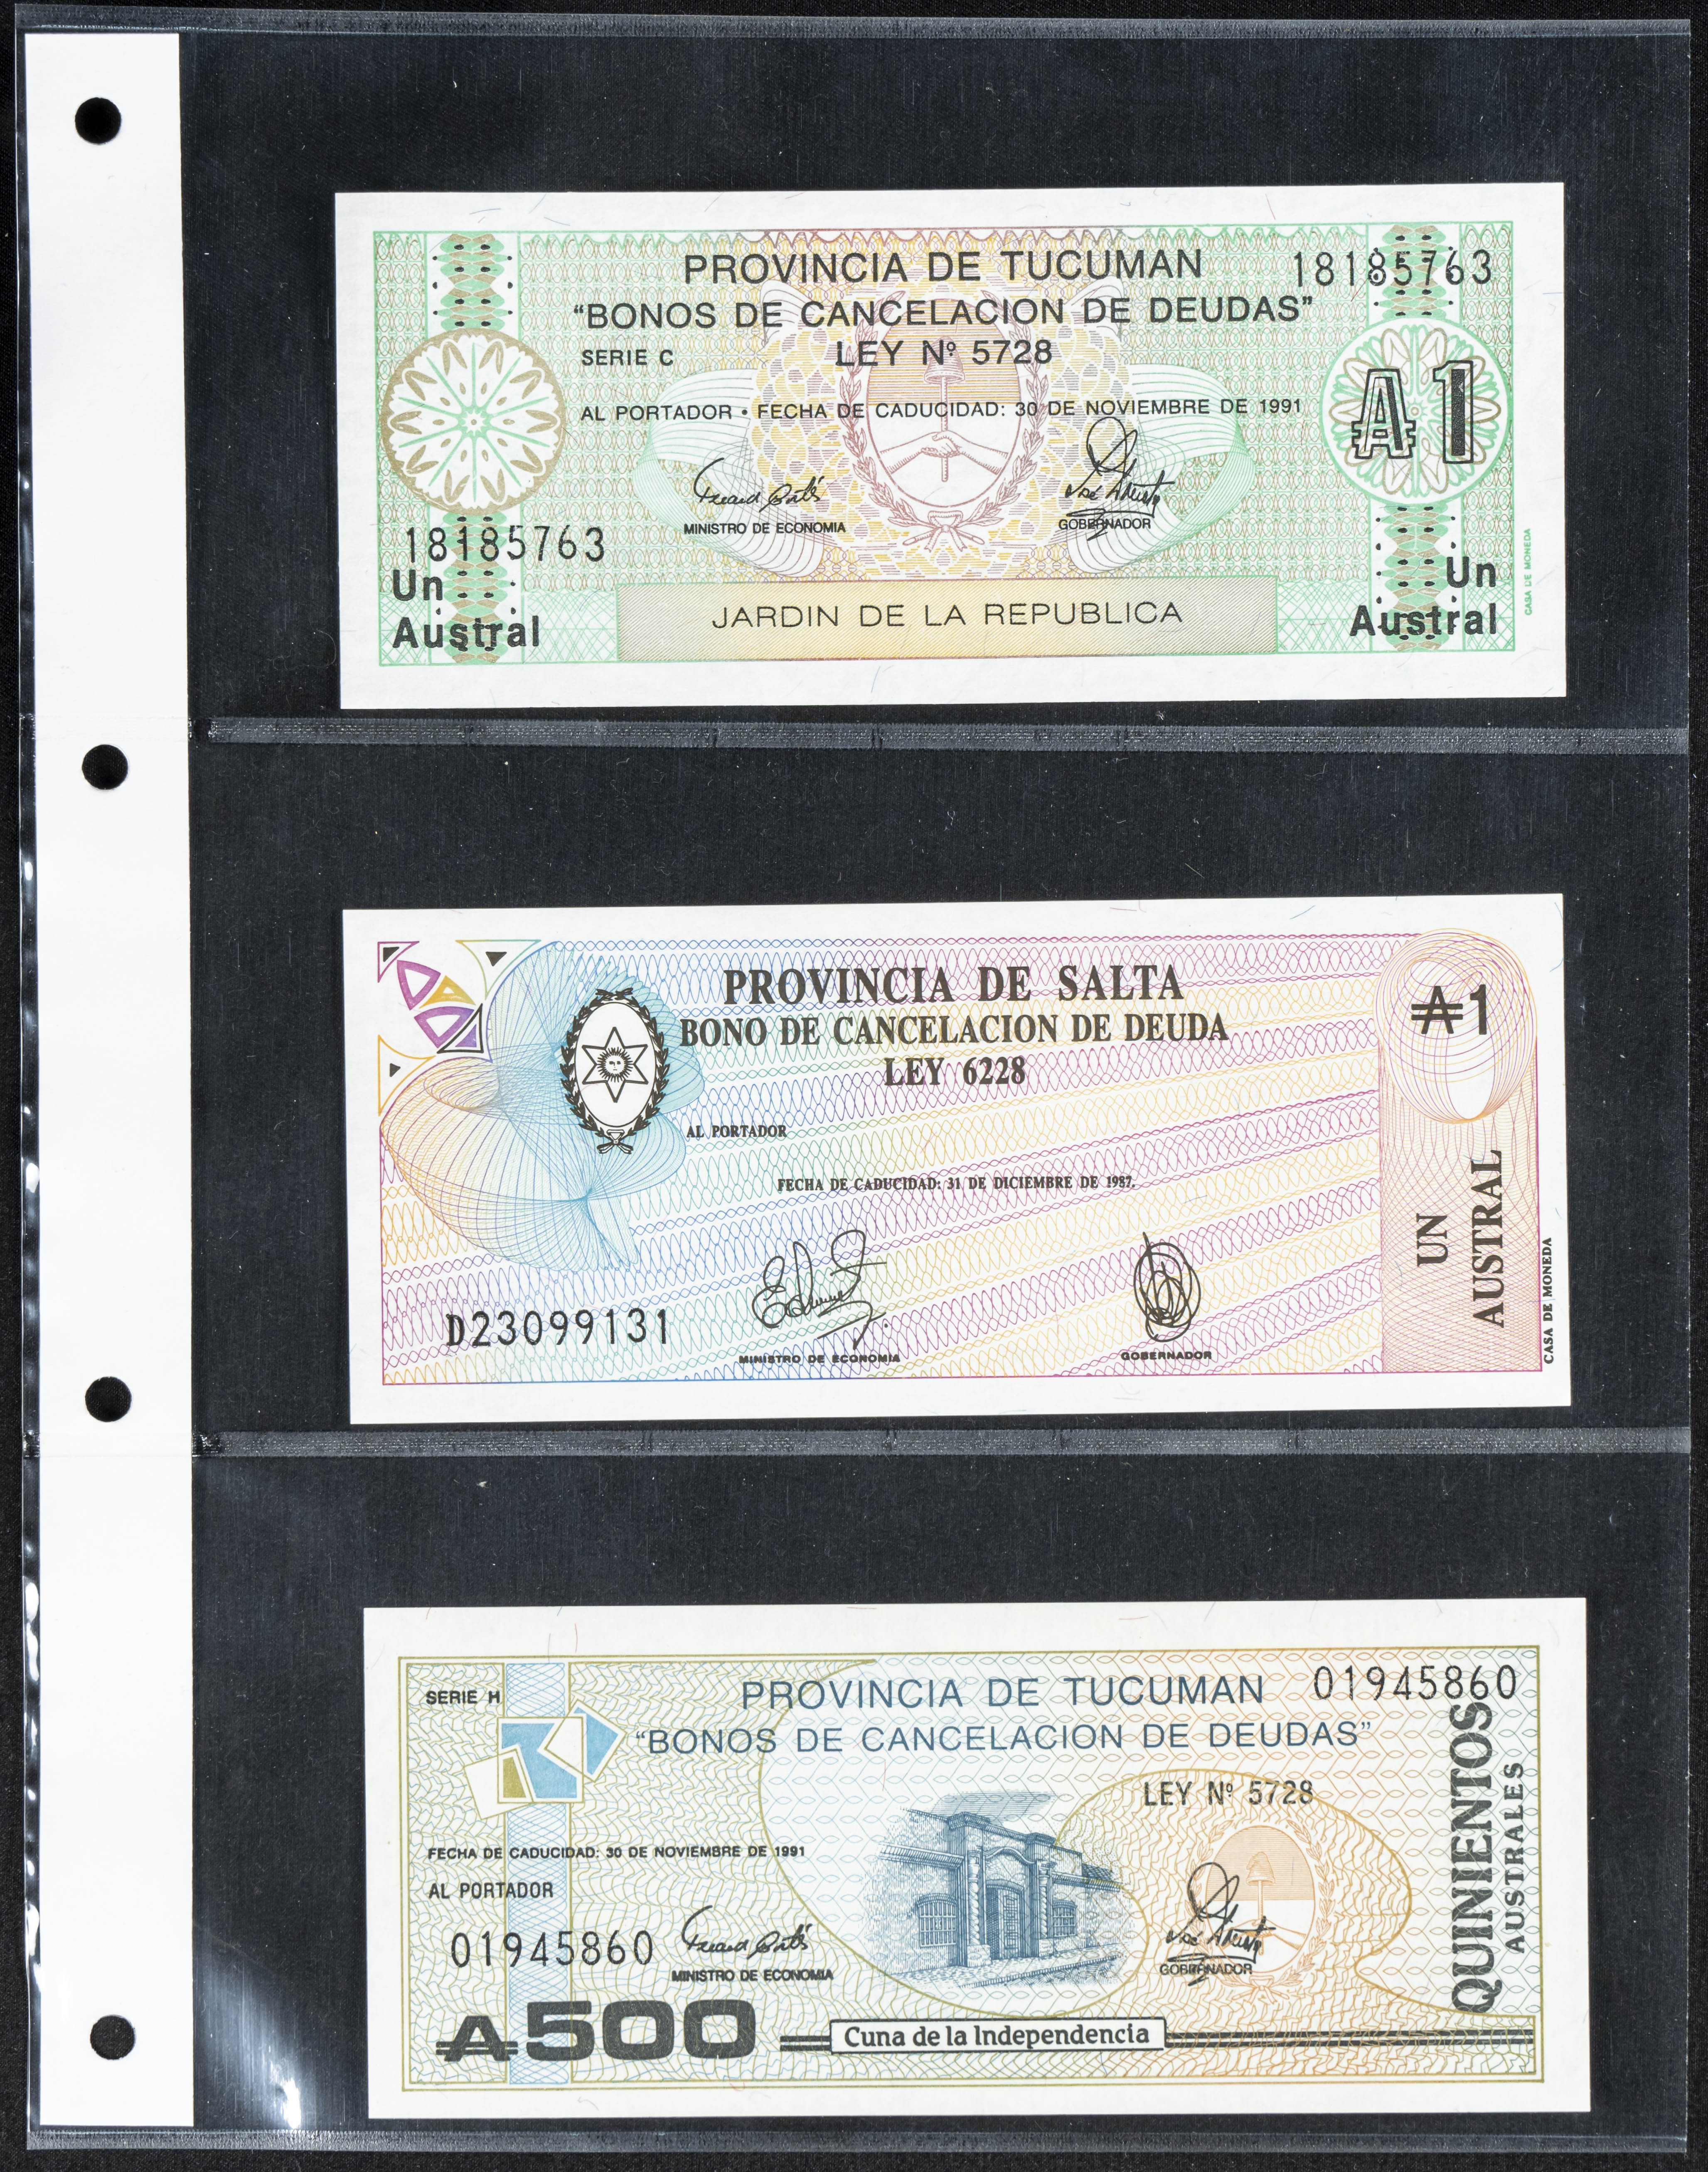 PROVINCIA DE TUCUMAN 18185763
“BONOS DE CANCELACION DE DEUDAS”
SERIE C LEY Nº 5728
AL PORTADOR • FECHA DE CADUCIDAD: 30 DE NOVIEMBRE DE 1991
₳1
MINISTRO DE ECONOMIA GOBERNADOR
18185763
Un
Austral
Un
Austral
JARDIN DE LA REPUBLICA
CASA DE MONEDA
PROVINCIA DE SALTA
BONO DE CANCELACION DE DEUDA
LEY 6228
₳1
AL PORTADOR
FECHA DE CADUCIDAD: 31 DE DICIEMBRE DE 1987.
D23099131
MINISTRO DE ECONOMIA GOBERNADOR
UN
AUSTRAL
CASA DE MONEDA
SERIE H
PROVINCIA DE TUCUMAN 01945860
“BONOS DE CANCELACION DE DEUDAS”
LEY Nº 5728
FECHA DE CADUCIDAD: 30 DE NOVIEMBRE DE 1991
AL PORTADOR
01945860
MINISTRO DE ECONOMIA GOBERNADOR
₳500
Cuna de la Independencia
QUINIENTOS
AUSTRALES